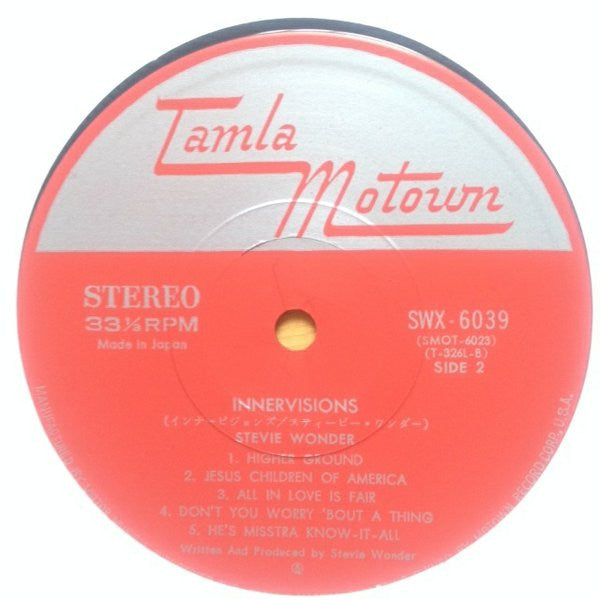 Tamla
Motown
STEREO
33⅓RPM
Made in Japan
SWX-6039
(SMOT-6023)
(T-326L-B)
SIDE 2
INNERVISIONS
(インナービジョンズ/スティービー・ワンダー)
STEVIE WONDER
1. HIGHER GROUND
2. JESUS CHILDREN OF AMERICA
3. ALL IN LOVE IS FAIR
4. DON'T YOU WORRY 'BOUT A THING
5. HE'S MISSTRA KNOW-IT-ALL
Written And Produced by Stevie Wonder
MOTOWN RECORD CORP. U.S.A.